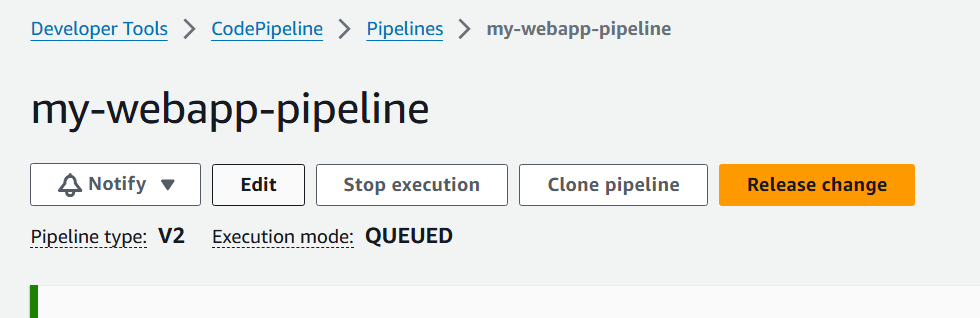 Developer Tools > CodePipeline > Pipelines > my-webapp-pipeline
my-webapp-pipeline
Notify Edit Stop execution Clone pipeline Release change
Pipeline type: V2 Execution mode: QUEUED